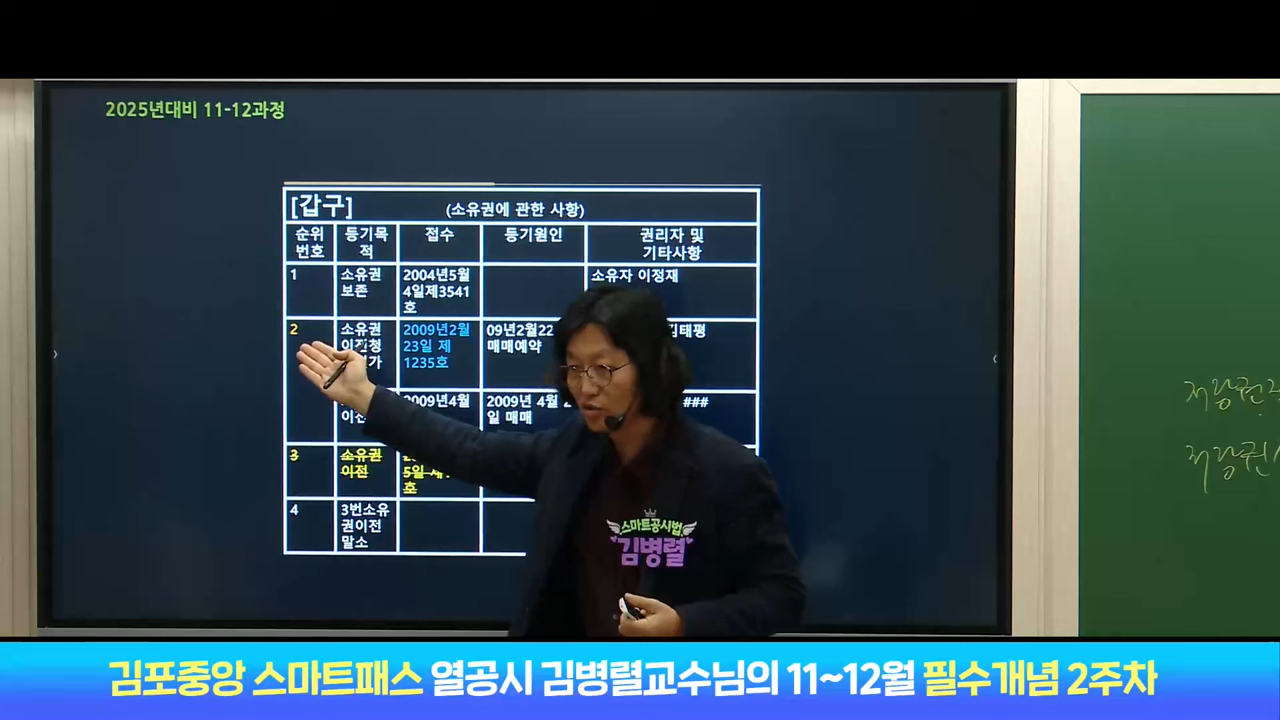 2025년대비 11-12과정
[갑구] (소유권에 관한 사항)
순위 번호 등기목적 접수 등기원인 권리자 및 기타사항
1 소유권 보존 2004년5월 4일제3541호 소유자 이정재
2 소유권 2009년2월 23일 제 1235호 09년2월22 매매예약 김태평
이전 2009년4월 2009년 4월 2 일 매매 ###
3 소유권 이전 5일
4 3번소유권이전 말소
스마트공시법,
김병렬
김포중앙 스마트패스 열공시 김병렬교수님의 11~12월 필수개념 2주차